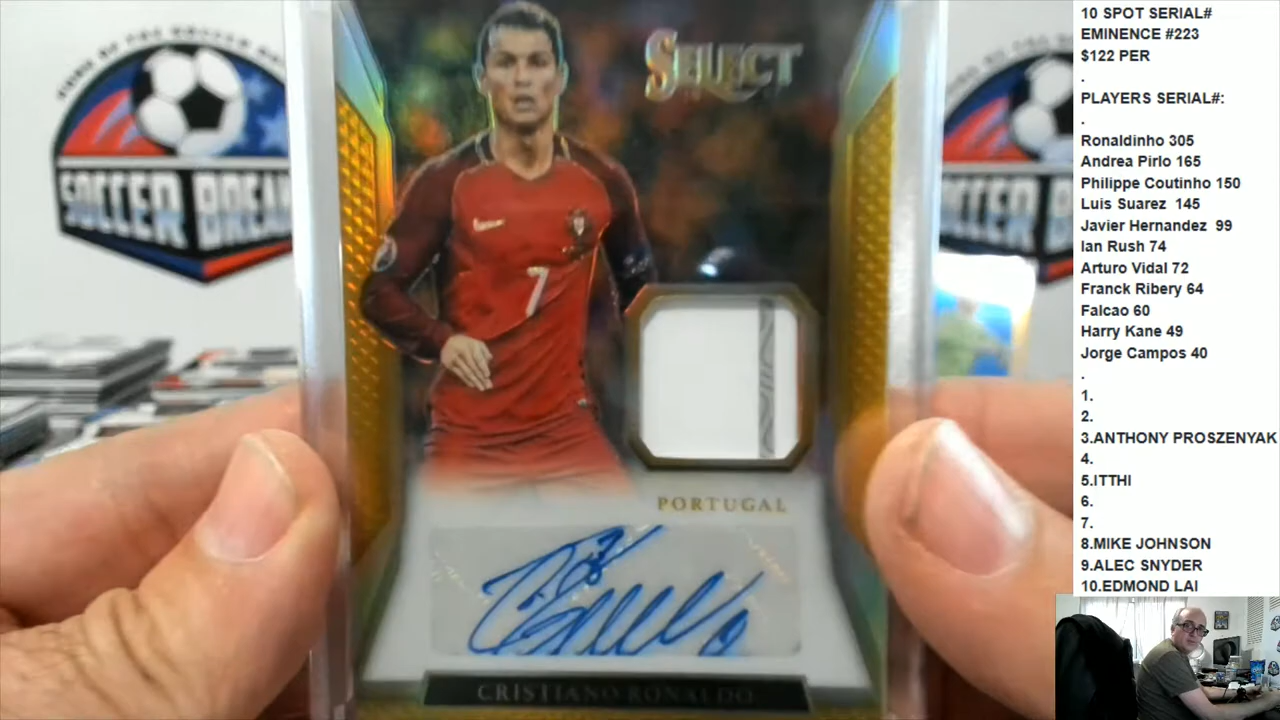 SELECT
7
PORTUGAL
CRISTIANO RONALDO
SOCCER BREA
10 SPOT SERIAL#
EMINENCE #223
$122 PER
.
PLAYERS SERIAL#:
.
Ronaldinho 305
Andrea Pirlo 165
Philippe Coutinho 150
Luis Suarez 145
Javier Hernandez 99
Ian Rush 74
Arturo Vidal 72
Franck Ribery 64
Falcao 60
Harry Kane 49
Jorge Campos 40
.
1.
2.
3.ANTHONY PROSZENYAK
4.
5.ITTHI
6.
7.
8.MIKE JOHNSON
9.ALEC SNYDER
10.EDMOND LAI